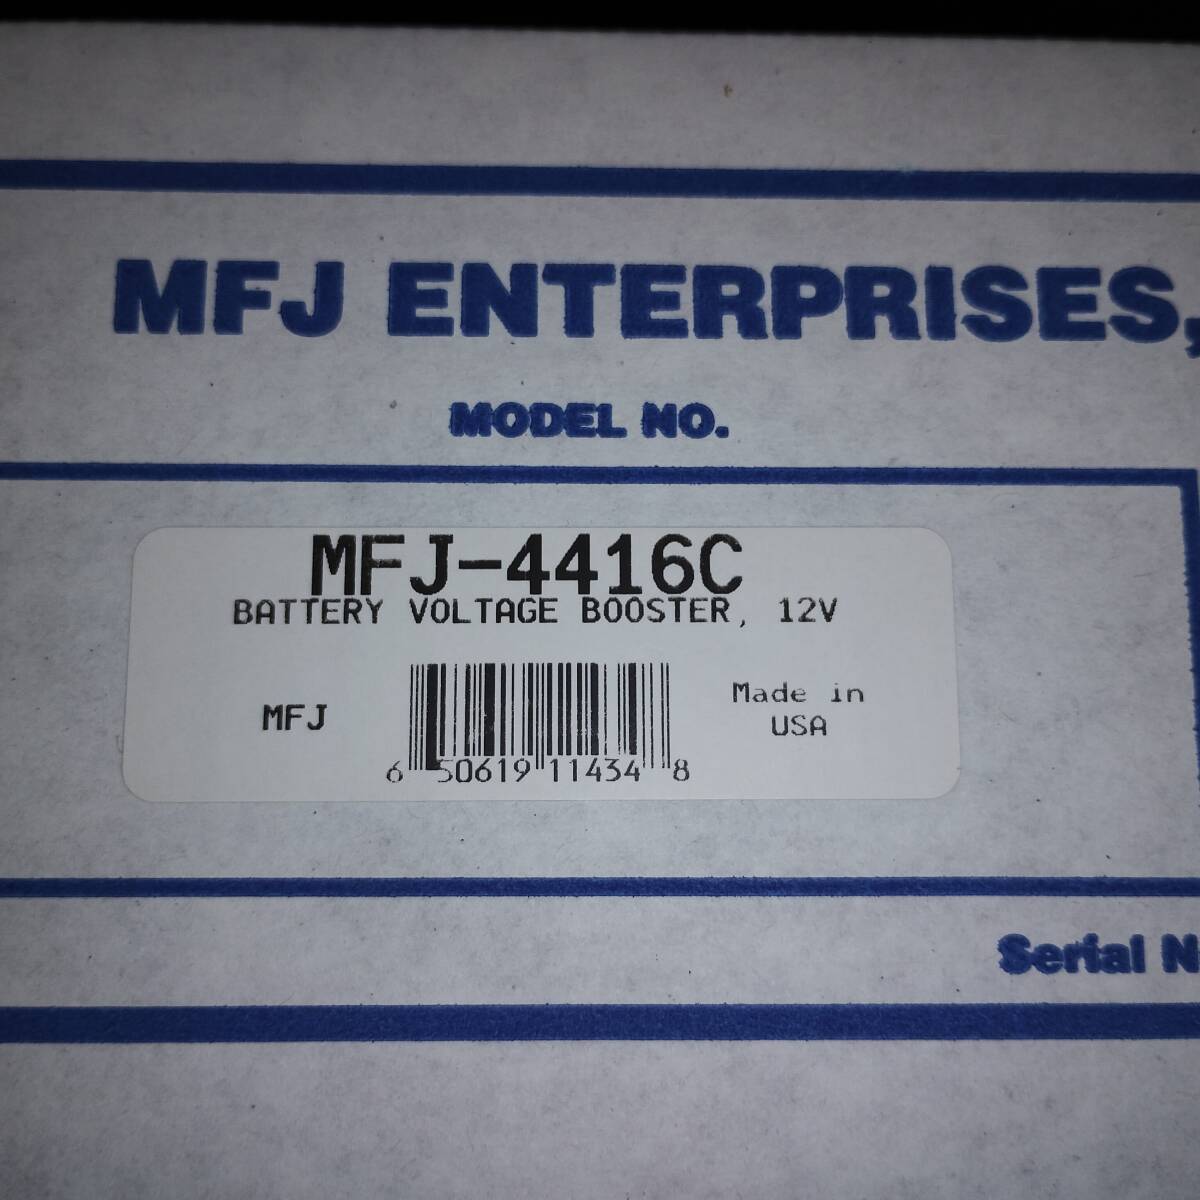 MFJ ENTERPRISES,
MODEL NO.
MFJ-4416C
BATTERY VOLTAGE BOOSTER, 12V
MFJ
Made in
USA
6 50619 11434 8
Serial N